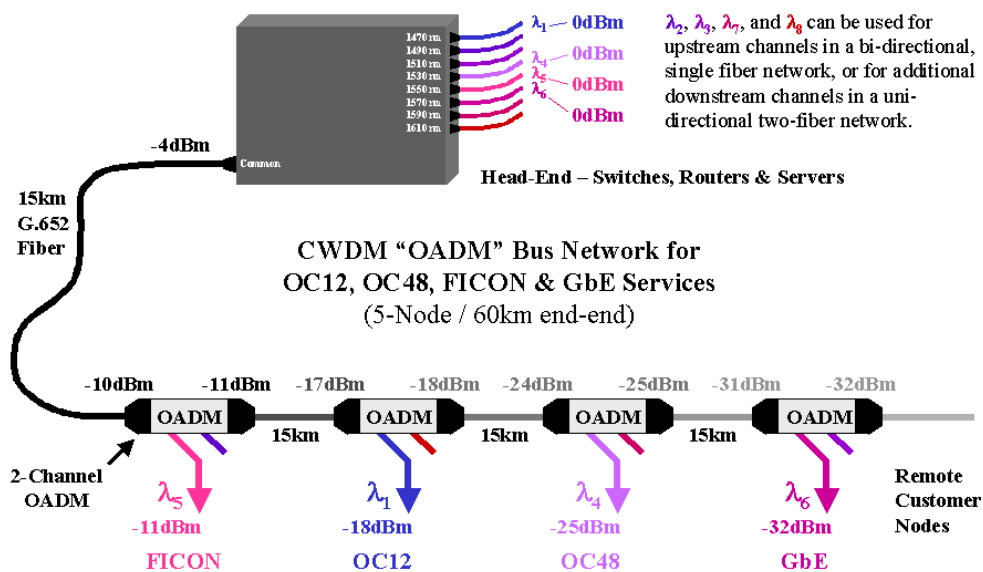 1470 nm
1490 nm
1510 nm
1530 nm
1550 nm
1570 nm
1590 nm
1610 nm
Common
λ1 0dBm
λ4 0dBm
λ5 0dBm
λ6 0dBm
λ2, λ3, λ7, and λ8 can be used for
upstream channels in a bi-directional,
single fiber network, or for additional
downstream channels in a uni-
directional two-fiber network.
-4dBm
Head-End – Switches, Routers & Servers
15km
G.652
Fiber
CWDM “OADM” Bus Network for
OC12, OC48, FICON & GbE Services
(5-Node / 60km end-end)
-10dBm -11dBm -17dBm -18dBm -24dBm -25dBm -31dBm -32dBm
OADM OADM OADM OADM
15km 15km 15km
2-Channel
OADM
λ5 λ1 λ4 λ6
-11dBm -18dBm -25dBm -32dBm
FICON OC12 OC48 GbE
Remote
Customer
Nodes